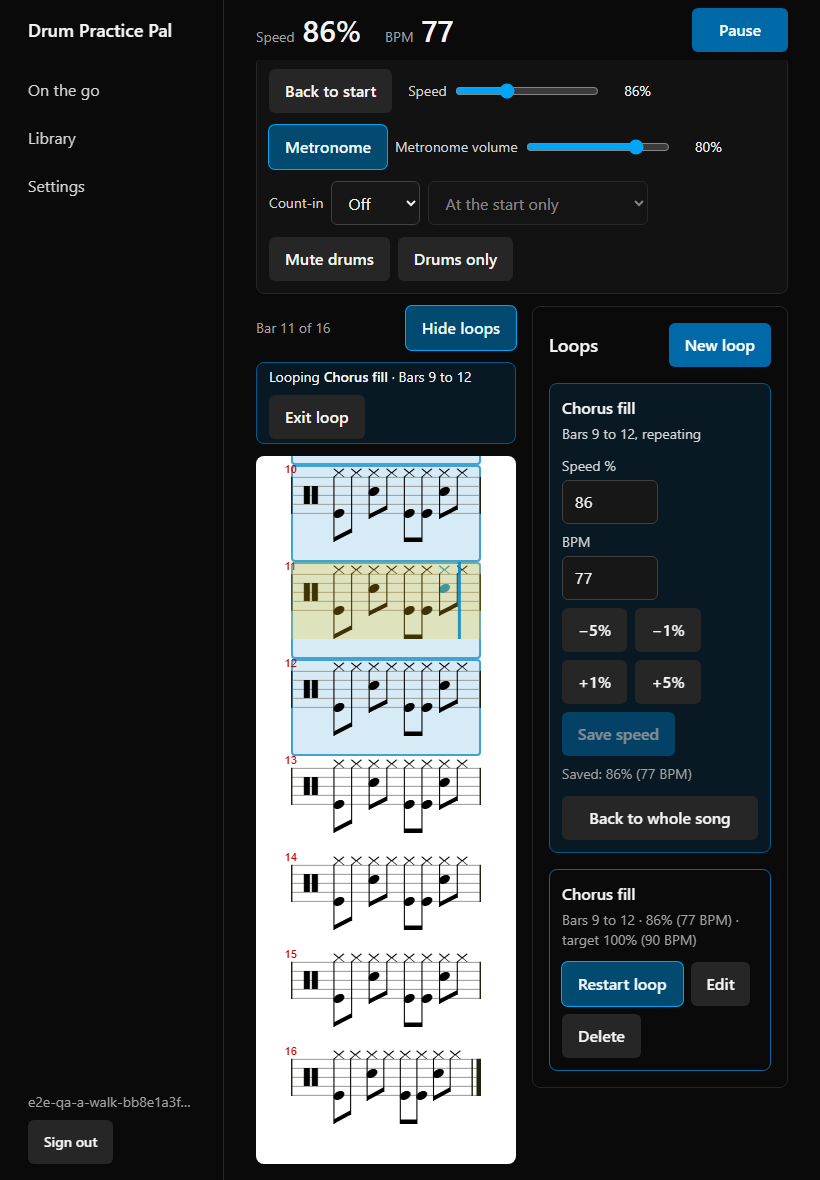 Drum Practice Pal
On the go
Library
Settings
e2e-qa-a-walk-bb8e1a3f...
Sign out
Speed 86% BPM 77
Pause
Back to start
Speed
86%
Metronome
Metronome volume
80%
Count-in
Off
At the start only
Mute drums
Drums only
Bar 11 of 16
Hide loops
Looping Chorus fill · Bars 9 to 12
Exit loop
10
11
12
13
14
15
16
Loops
New loop
Chorus fill
Bars 9 to 12, repeating
Speed %
86
BPM
77
−5%
−1%
+1%
+5%
Save speed
Saved: 86% (77 BPM)
Back to whole song
Chorus fill
Bars 9 to 12 · 86% (77 BPM) ·
target 100% (90 BPM)
Restart loop
Edit
Delete